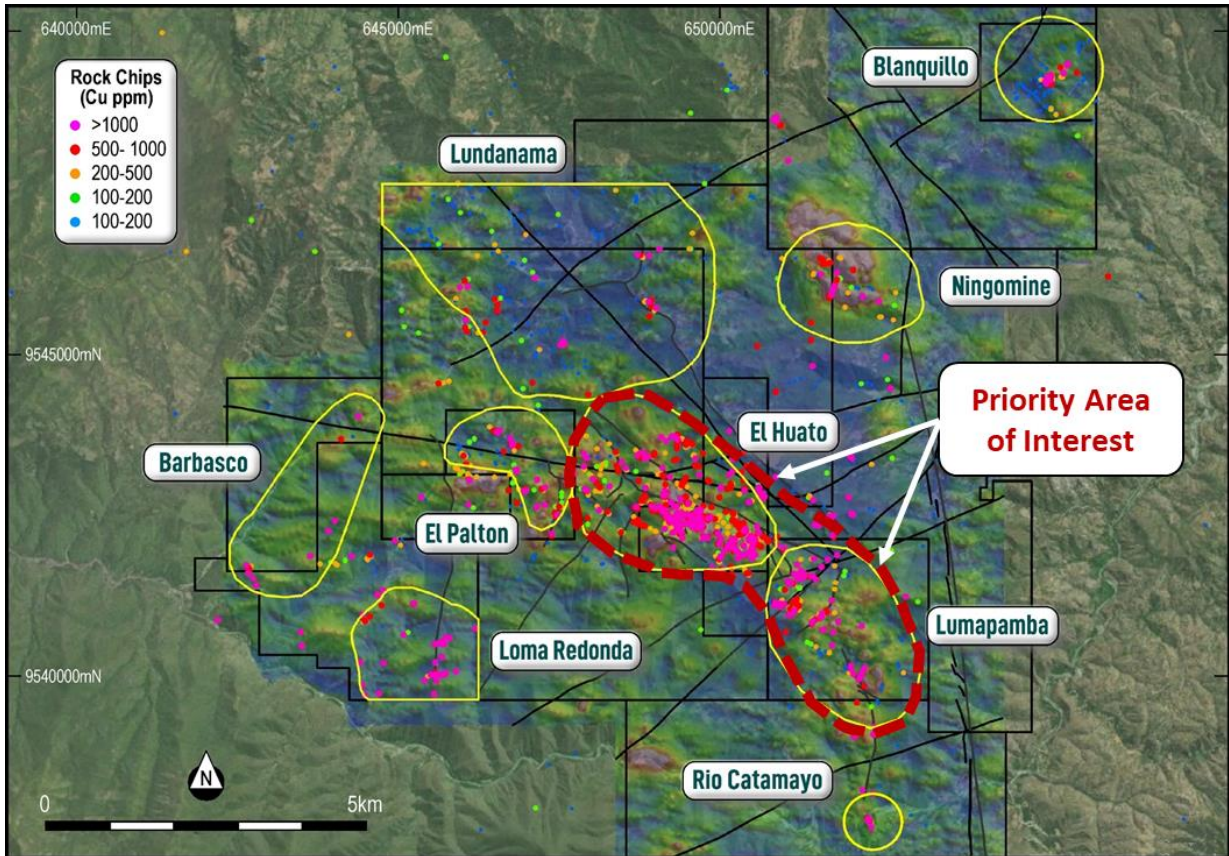 640000mE
645000mE
650000mE
Rock Chips
(Cu ppm)
>1000
500- 1000
200-500
100-200
100-200
Blanquillo
Lundanama
Ningomine
9545000mN
Priority Area
of Interest
El Huato
Barbasco
El Palton
Lumapamba
Loma Redonda
9540000mN
Rio Catamayo
N
0
5km